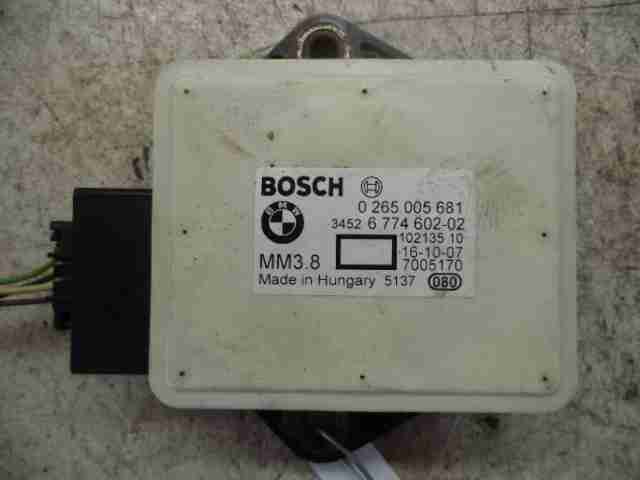 BOSCH
0 265 005 681
BMW
3452 6 774 602-02
102135 10
16-10-07
MM3.8
7005170
Made in Hungary 5137 080